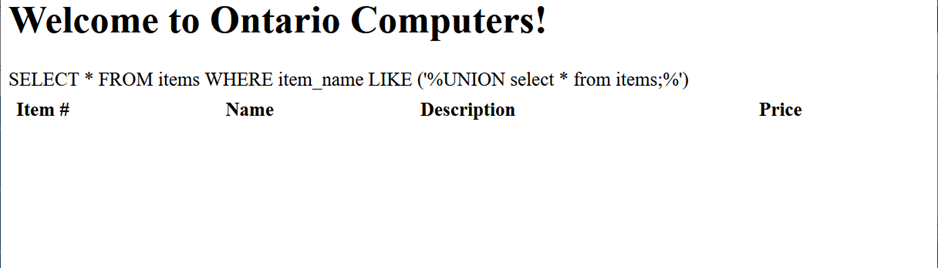 Welcome to Ontario Computers!
SELECT * FROM items WHERE item_name LIKE ('%UNION select * from items;%')
Item # Name Description Price